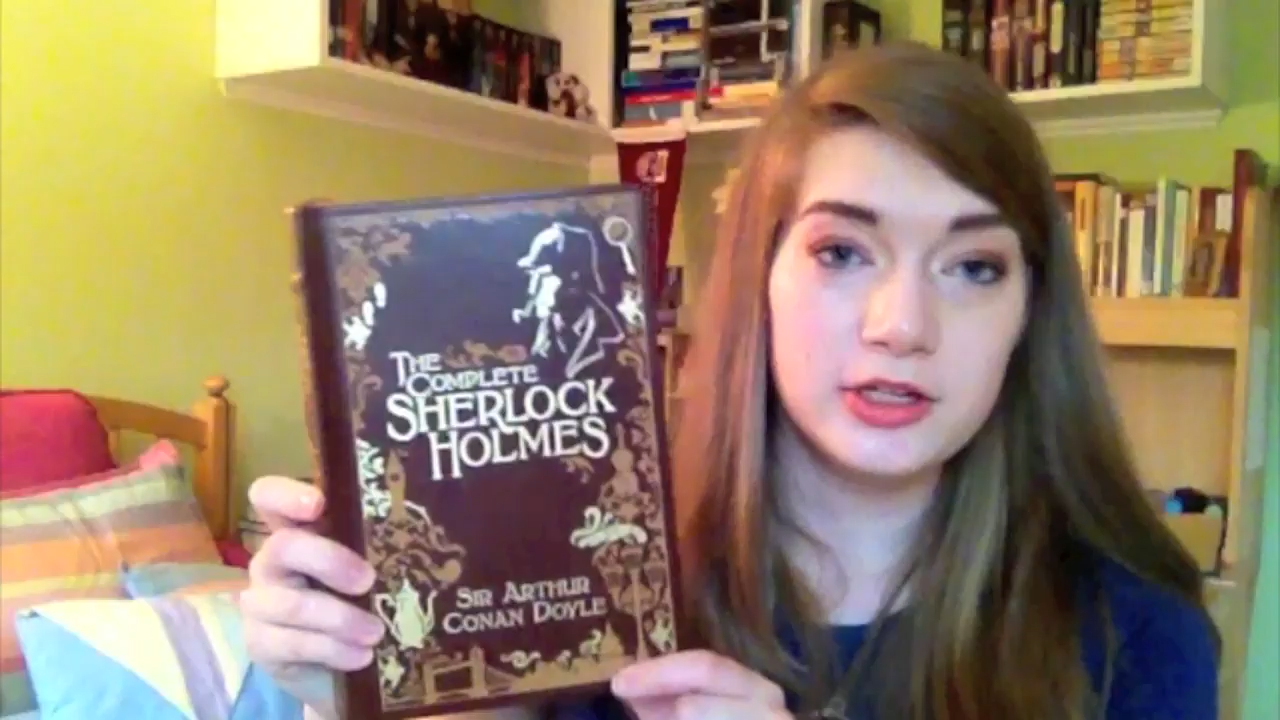 THE
COMPLETE
SHERLOCK
HOLMES
SIR ARTHUR
CONAN DOYLE